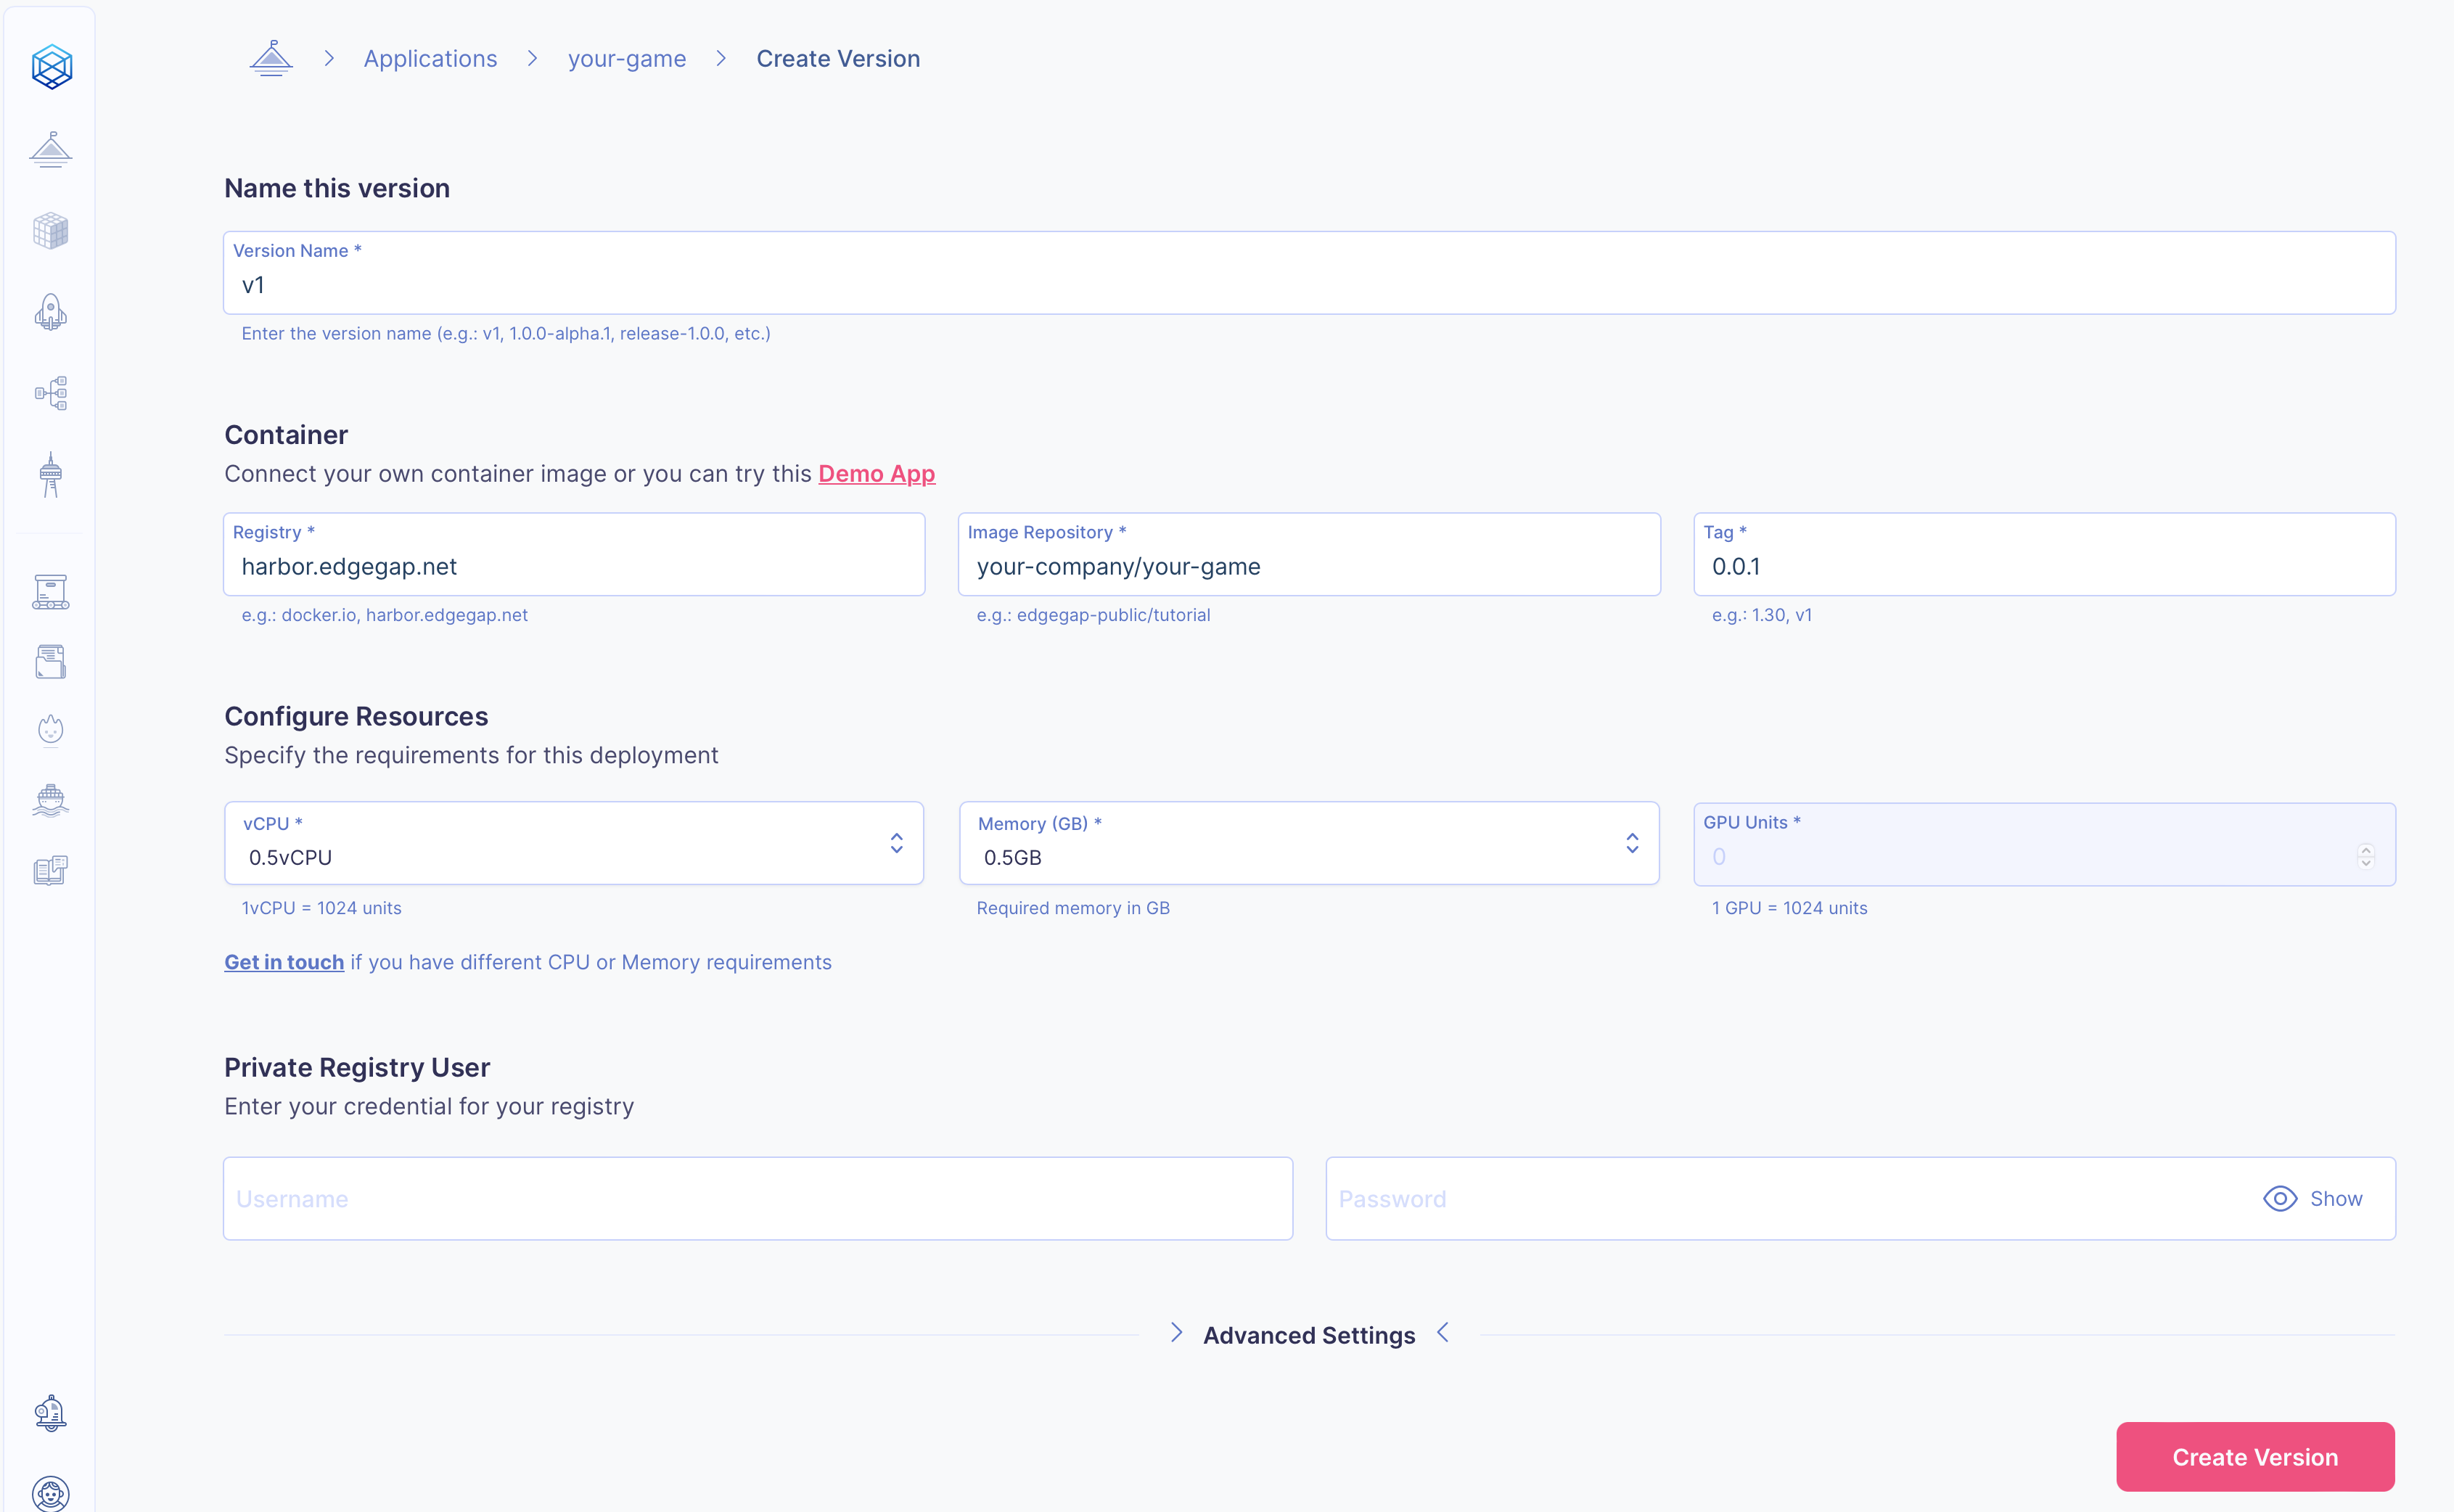 Applications > your-game > Create Version
Name this version
Version Name *
v1
Enter the version name (e.g.: v1, 1.0.0-alpha.1, release-1.0.0, etc.)
Container
Connect your own container image or you can try this Demo App
Registry *
harbor.edgegap.net
e.g.: docker.io, harbor.edgegap.net
Image Repository *
your-company/your-game
e.g.: edgegap-public/tutorial
Tag *
0.0.1
e.g.: 1.30, v1
Configure Resources
Specify the requirements for this deployment
vCPU *
0.5vCPU
1vCPU = 1024 units
Memory (GB) *
0.5GB
Required memory in GB
GPU Units *
0
1 GPU = 1024 units
Get in touch if you have different CPU or Memory requirements
Private Registry User
Enter your credential for your registry
Username
Password
Show
Advanced Settings
Create Version